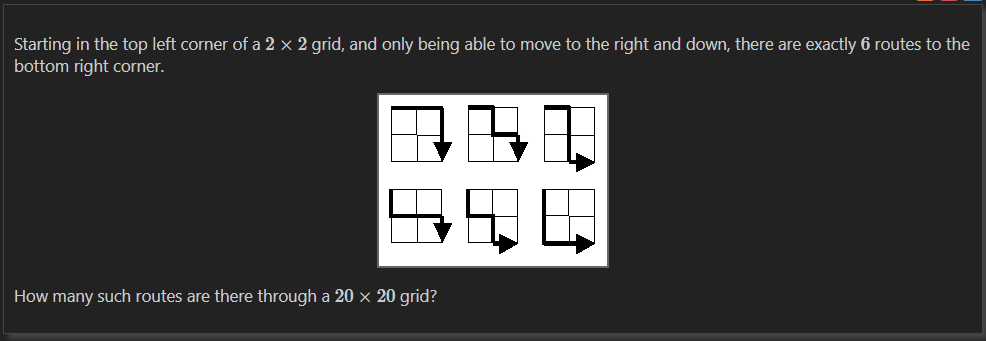 Starting in the top left corner of a 2 × 2 grid, and only being able to move to the right and down, there are exactly 6 routes to the
bottom right corner.
How many such routes are there through a 20 × 20 grid?